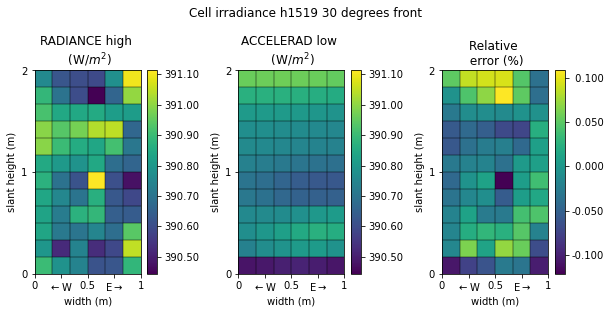 Cell irradiance h1519 30 degrees front
RADIANCE high
(W/m²)
ACCELERAD low
(W/m²)
Relative
error (%)
2
1
0
slant height (m)
0
0.5
1
←W
E→
width (m)
391.10
391.00
390.90
390.80
390.70
390.60
390.50
2
1
0
slant height (m)
0
0.5
1
←W
E→
width (m)
391.10
391.00
390.90
390.80
390.70
390.60
390.50
2
1
0
slant height (m)
0
0.5
1
←W
E→
width (m)
0.100
0.050
0.000
-0.050
-0.100